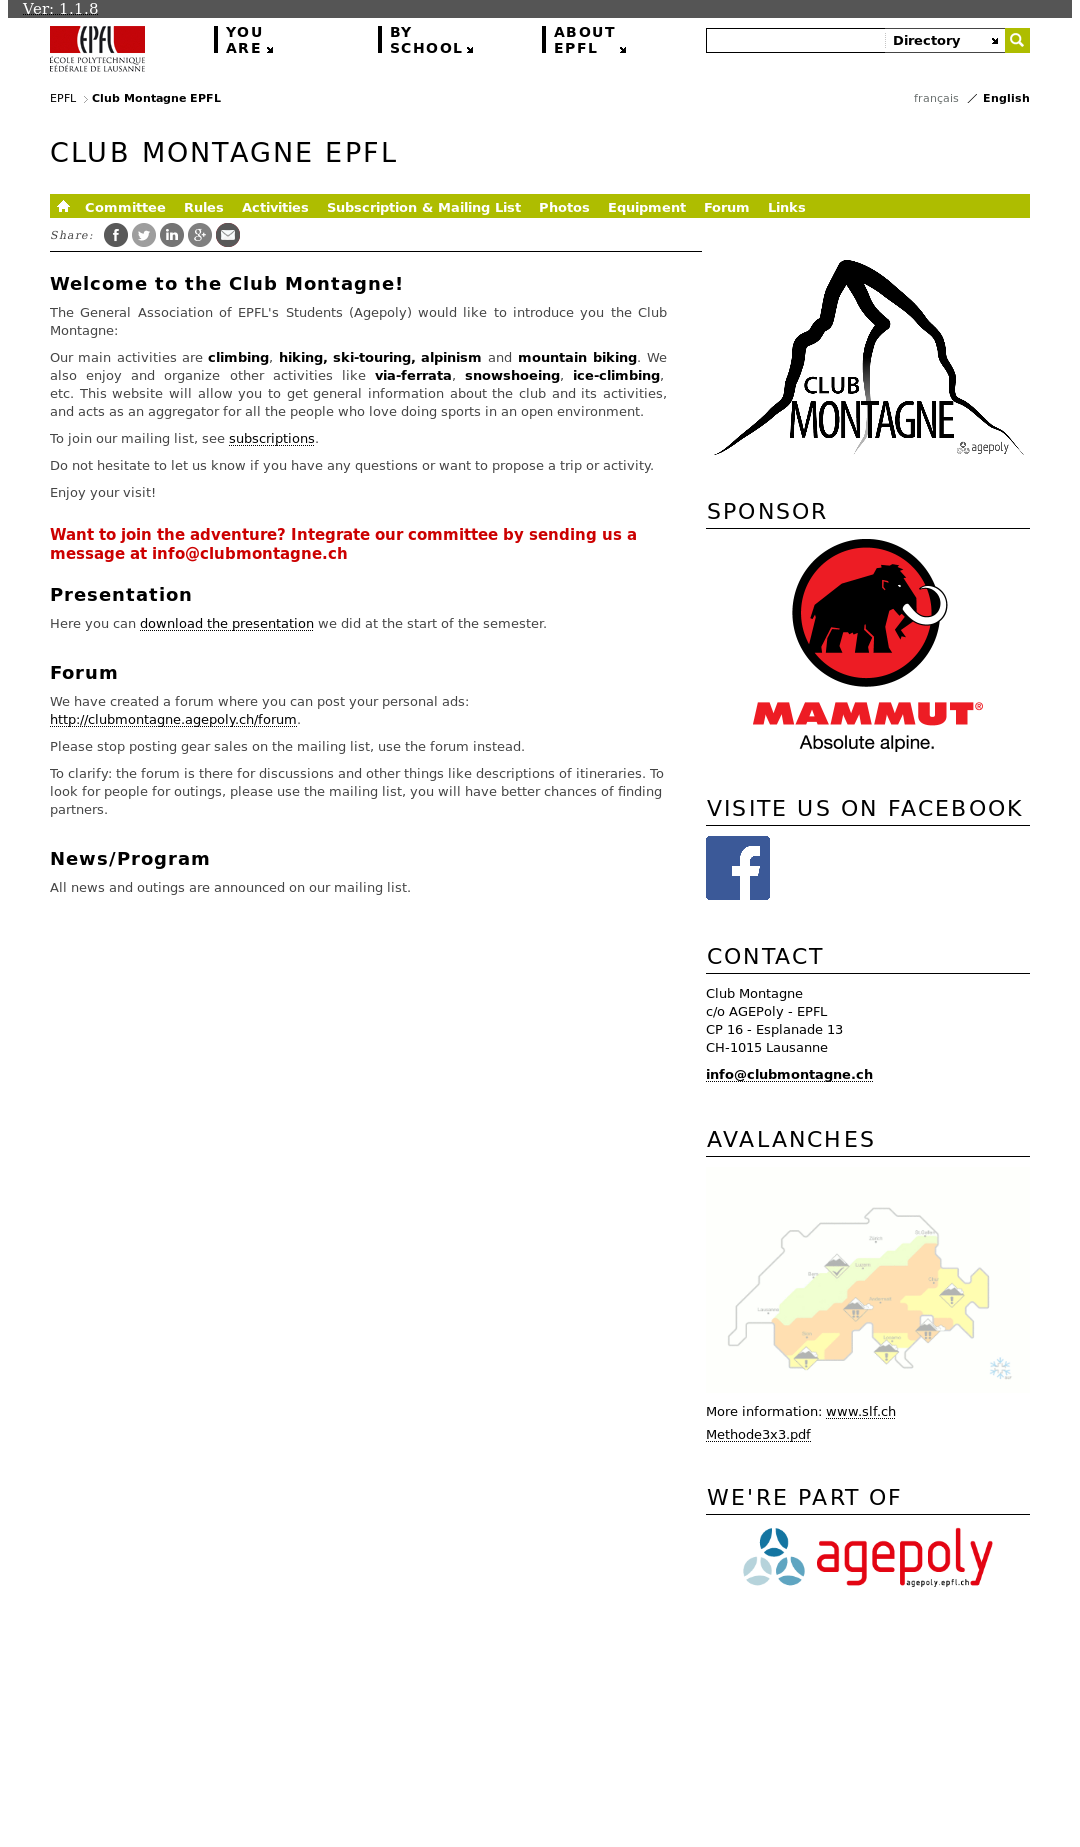 Ver: 1.1.8
EPFL
ÉCOLE POLYTECHNIQUE
FÉDÉRALE DE LAUSANNE
YOU
ARE
BY
SCHOOL
ABOUT
EPFL
Directory
EPFL Club Montagne EPFL
français / English
CLUB MONTAGNE EPFL
Committee Rules Activities Subscription & Mailing List Photos Equipment Forum Links
Share:
Welcome to the Club Montagne!
The General Association of EPFL's Students (Agepoly) would like to introduce you the Club
Montagne:
Our main activities are climbing, hiking, ski-touring, alpinism and mountain biking. We
also enjoy and organize other activities like via-ferrata, snowshoeing, ice-climbing,
etc. This website will allow you to get general information about the club and its activities,
and acts as an aggregator for all the people who love doing sports in an open environment.
To join our mailing list, see subscriptions.
Do not hesitate to let us know if you have any questions or want to propose a trip or activity.
Enjoy your visit!
Want to join the adventure? Integrate our committee by sending us a
message at info@clubmontagne.ch
Presentation
Here you can download the presentation we did at the start of the semester.
Forum
We have created a forum where you can post your personal ads:
http://clubmontagne.agepoly.ch/forum.
Please stop posting gear sales on the mailing list, use the forum instead.
To clarify: the forum is there for discussions and other things like descriptions of itineraries. To
look for people for outings, please use the mailing list, you will have better chances of finding
partners.
News/Program
All news and outings are announced on our mailing list.
CLUB
MONTAGNE
agepoly
SPONSOR
MAMMUT®
Absolute alpine.
VISITE US ON FACEBOOK
CONTACT
Club Montagne
c/o AGEPoly - EPFL
CP 16 - Esplanade 13
CH-1015 Lausanne
info@clubmontagne.ch
AVALANCHES
Zürich
St.Gallen
Luzern
Bern
Chur
Lausanne
More information: www.slf.ch
Methode3x3.pdf
WE'RE PART OF
agepoly
agepoly.epfl.ch